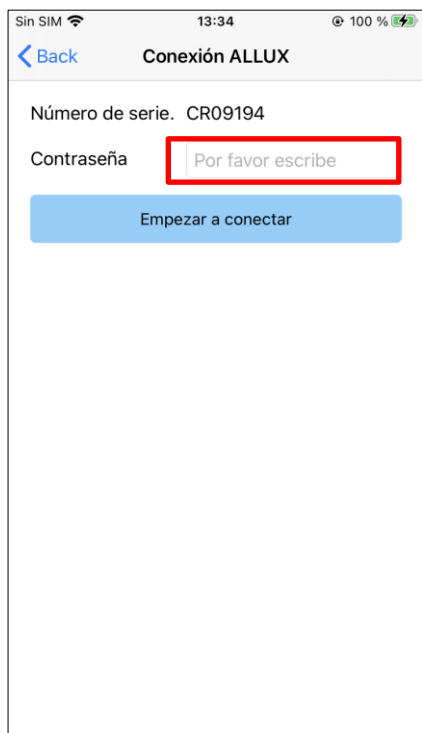 Sin SIM 13:34 100 %
Back Conexión ALLUX
Número de serie. CR09194
Contraseña Por favor escribe
Empezar a conectar